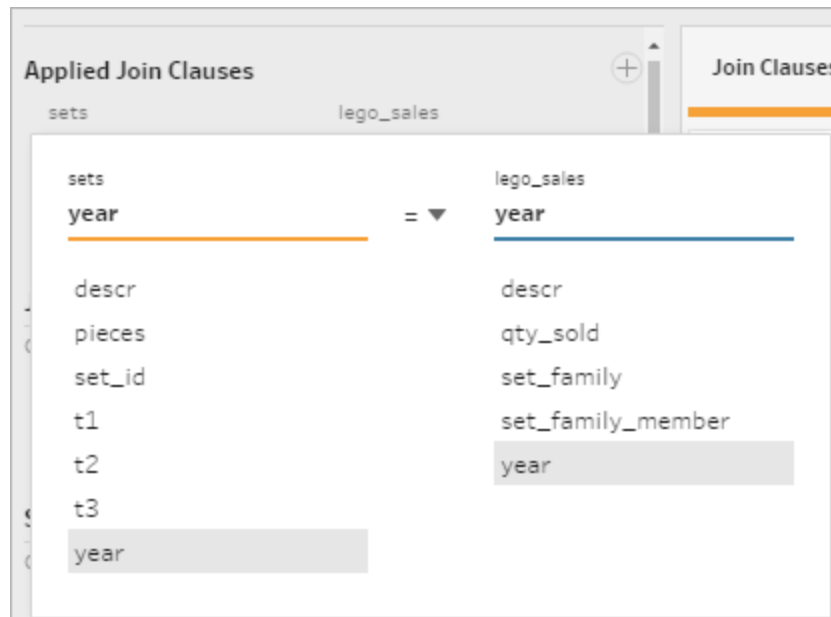 Applied Join Clauses
Join Clauses
sets lego_sales
sets lego_sales
year = year
descr descr
pieces qty_sold
set_id set_family
t1 set_family_member
t2 year
t3
year